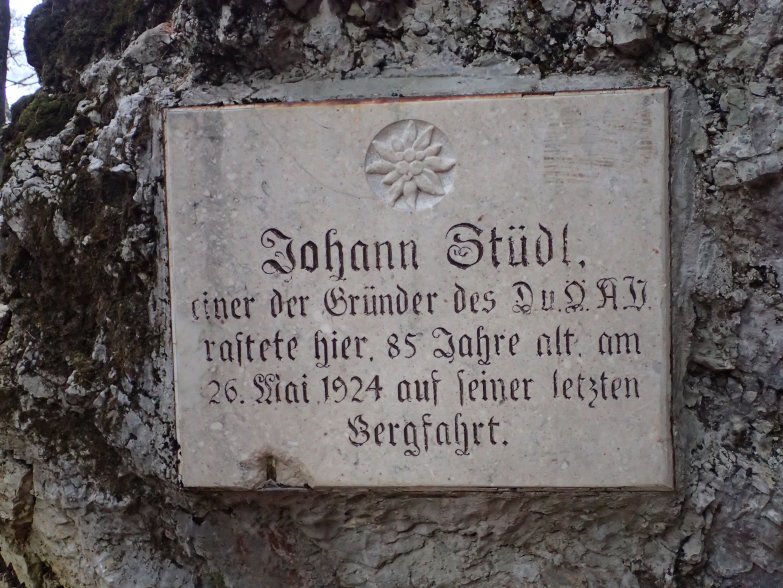 Johann Stüdl,
einer der Gründer des D.u.Ö.A.V.
rastete hier, 85 Jahre alt, am
26. Mai 1924 auf seiner letzten
Bergfahrt.